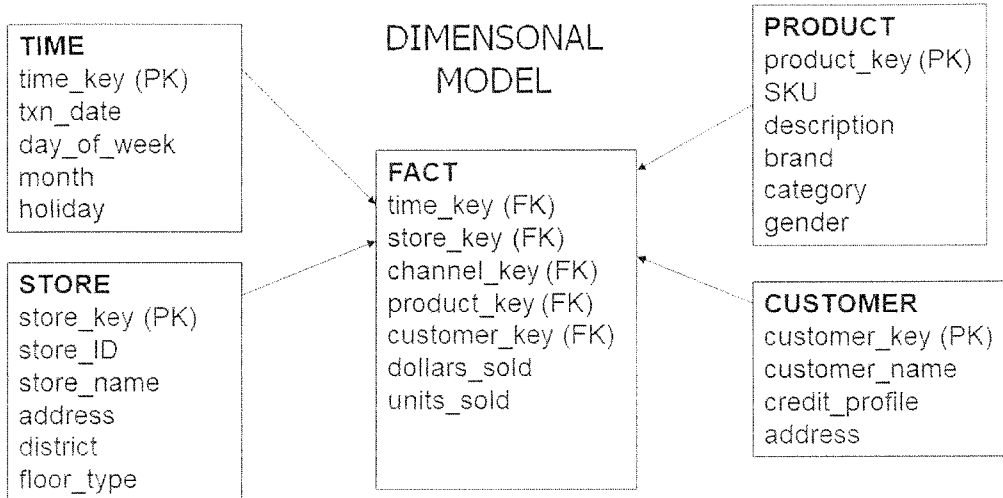 DIMENSONAL
MODEL
TIME
time_key (PK)
txn_date
day_of_week
month
holiday
STORE
store_key (PK)
store_ID
store_name
address
district
floor_type
FACT
time_key (FK)
store_key (FK)
channel_key (FK)
product_key (FK)
customer_key (FK)
dollars_sold
units_sold
PRODUCT
product_key (PK)
SKU
description
brand
category
gender
CUSTOMER
customer_key (PK)
customer_name
credit_profile
address